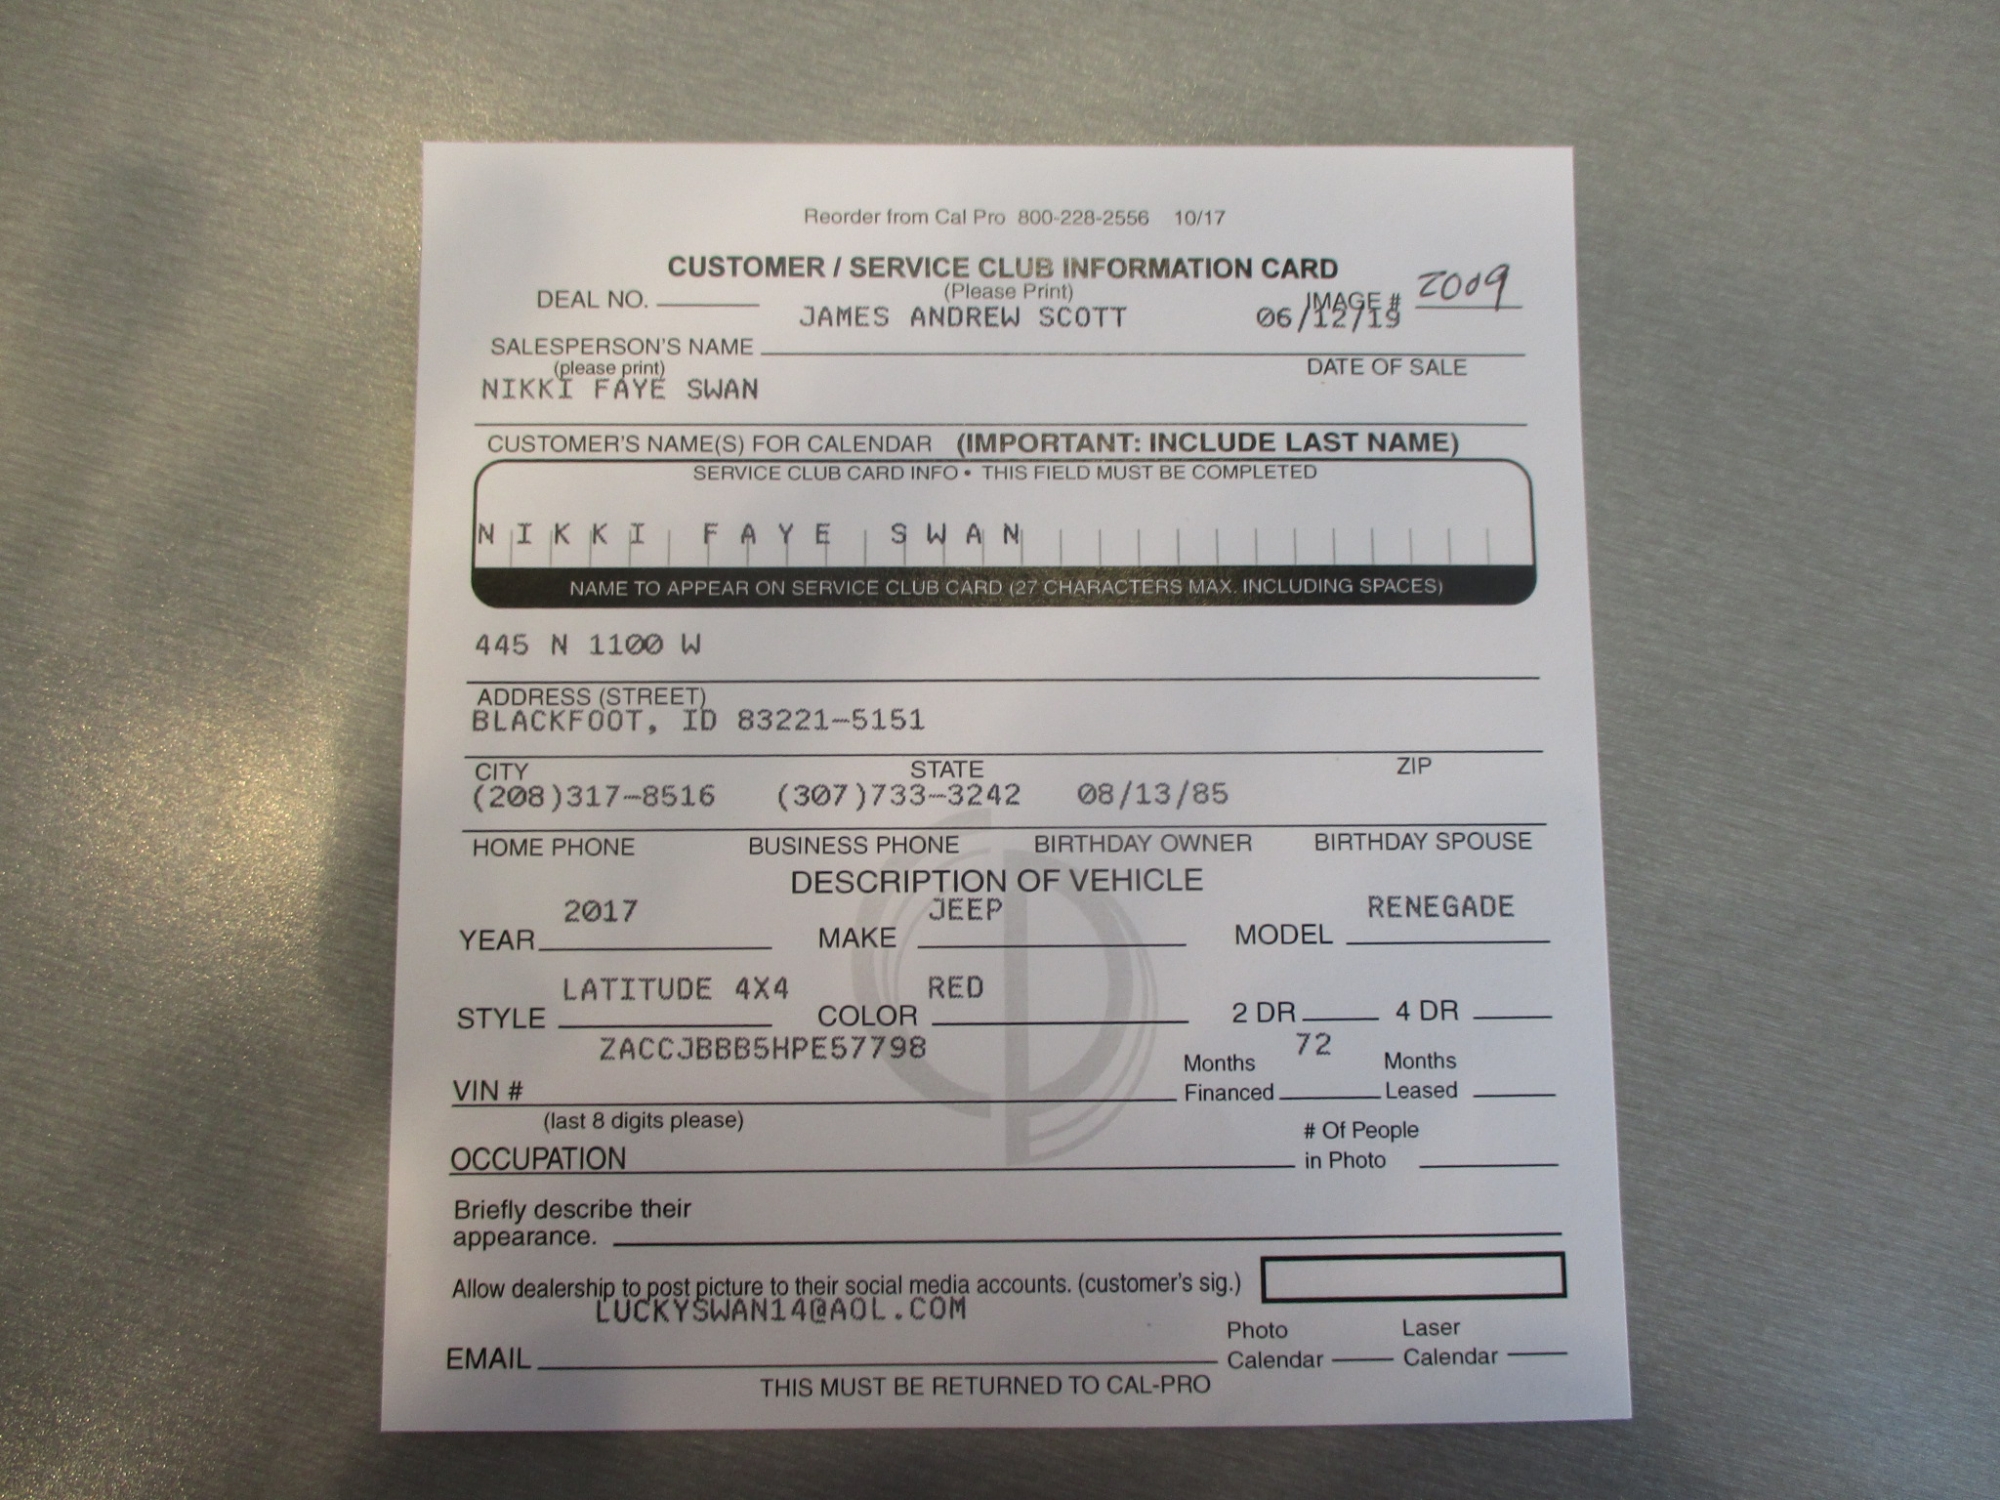 Reorder from Cal Pro 800-228-2556 10/17
CUSTOMER / SERVICE CLUB INFORMATION CARD
(Please Print)
DEAL NO.
IMAGE # 2009
JAMES ANDREW SCOTT 06/12/19
SALESPERSON'S NAME
(please print)
DATE OF SALE
NIKKI FAYE SWAN
CUSTOMER'S NAME(S) FOR CALENDAR (IMPORTANT: INCLUDE LAST NAME)
SERVICE CLUB CARD INFO • THIS FIELD MUST BE COMPLETED
NIKKI FAYE SWAN
NAME TO APPEAR ON SERVICE CLUB CARD (27 CHARACTERS MAX. INCLUDING SPACES)
445 N 1100 W
ADDRESS (STREET)
BLACKFOOT, ID 83221-5151
CITY STATE ZIP
(208)317-8516 (307)733-3242 08/13/85
HOME PHONE BUSINESS PHONE BIRTHDAY OWNER BIRTHDAY SPOUSE
DESCRIPTION OF VEHICLE
YEAR 2017 MAKE JEEP MODEL RENEGADE
STYLE LATITUDE 4X4 COLOR RED 2 DR 4 DR
VIN # ZACCJBBB5HPE57798
(last 8 digits please)
Months Financed 72 Months Leased
OCCUPATION
# Of People in Photo
Briefly describe their
appearance.
Allow dealership to post picture to their social media accounts. (customer's sig.)
LUCKYSWAN14@AOL.COM
EMAIL
Photo Calendar Laser Calendar
THIS MUST BE RETURNED TO CAL-PRO